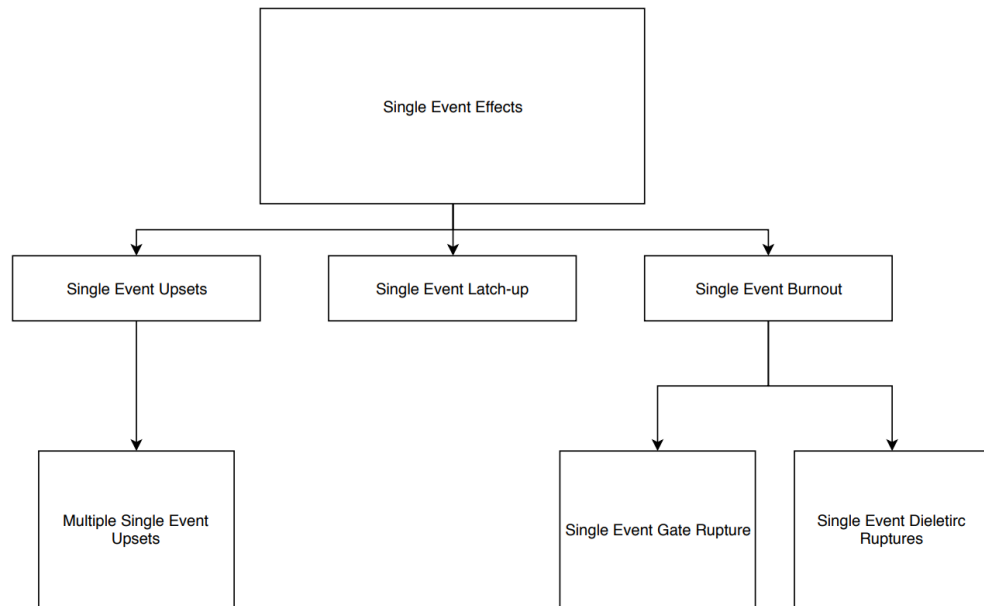 Single Event Effects
Single Event Upsets
Single Event Latch-up
Single Event Burnout
Multiple Single Event
Upsets
Single Event Gate Rupture
Single Event Dieletirc
Ruptures